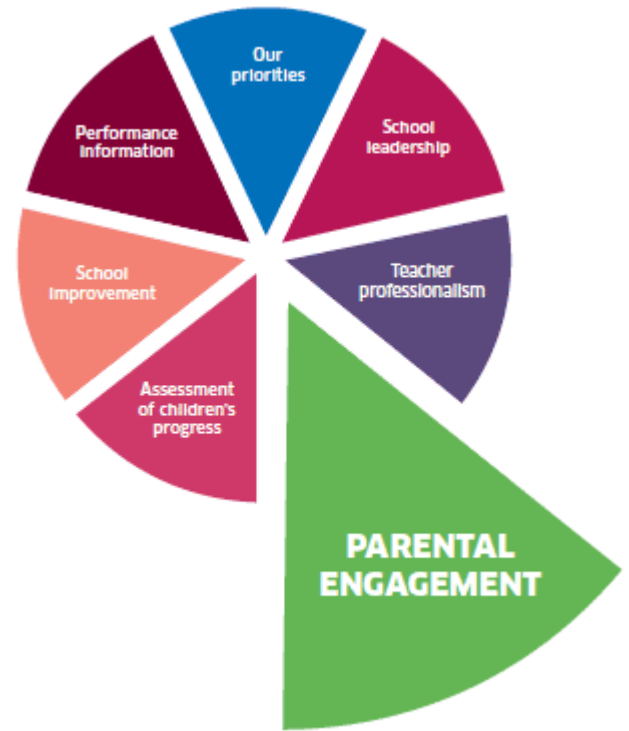 Our
priorities
School
leadership
Teacher
professionalism
PARENTAL
ENGAGEMENT
Assessment
of children's
progress
School
improvement
Performance
information